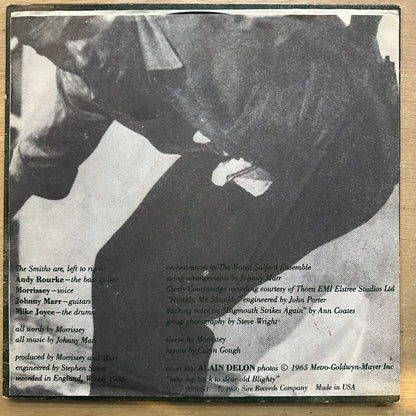 The Smiths are, left to right:
Andy Rourke – the bass guitar
Morrissey – voice
Johnny Marr – guitars
Mike Joyce – the drums
all words by Morrissey
all music by Johnny Marr
produced by Morrissey and Marr
engineered by Stephen Street
recorded in England, Winter 1985
orchestration by The Hated Salford Ensemble
string arrangements by Johnny Marr
Cicely Courtneidge recording courtesy of Thorn EMI Elstree Studios Ltd
"Frankly, Mr. Shankly" engineered by John Porter
backing voice on "Bigmouth Strikes Again" by Ann Coates
group photography by Steve Wright
sleeve by Morrissey
layout by Caryn Gough
cover star ALAIN DELON photos © 1965 Metro-Goldwyn-Mayer Inc
"take me back to dear old Blighty"
© 1986 Sire Records Company Made in USA